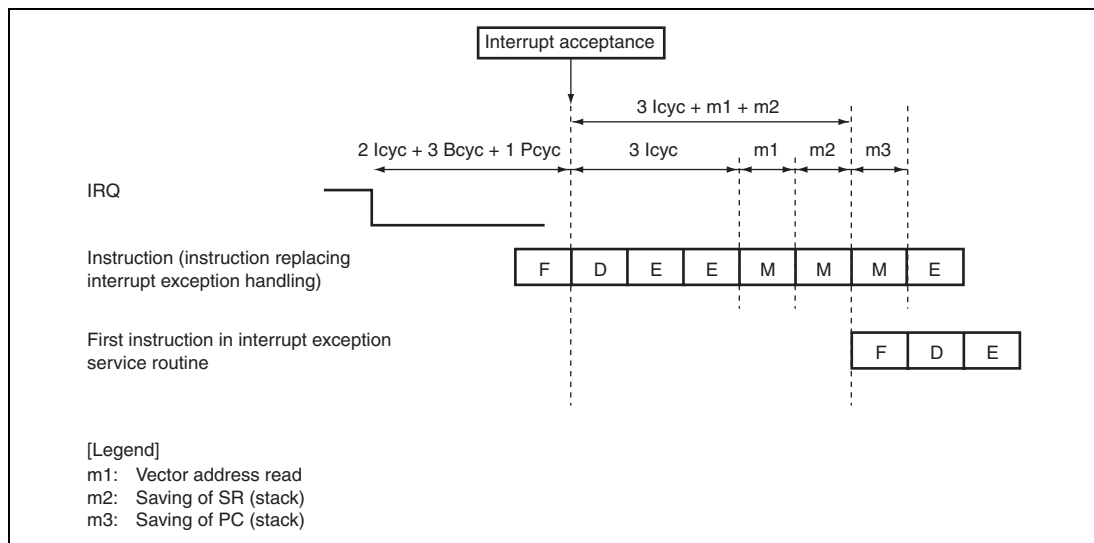 Interrupt acceptance
3 Icyc + m1 + m2
2 Icyc + 3 Bcyc + 1 Pcyc 3 Icyc m1 m2 m3
IRQ
Instruction (instruction replacing
interrupt exception handling)
F D E E M M M E
First instruction in interrupt exception
service routine
F D E
[Legend]
m1: Vector address read
m2: Saving of SR (stack)
m3: Saving of PC (stack)